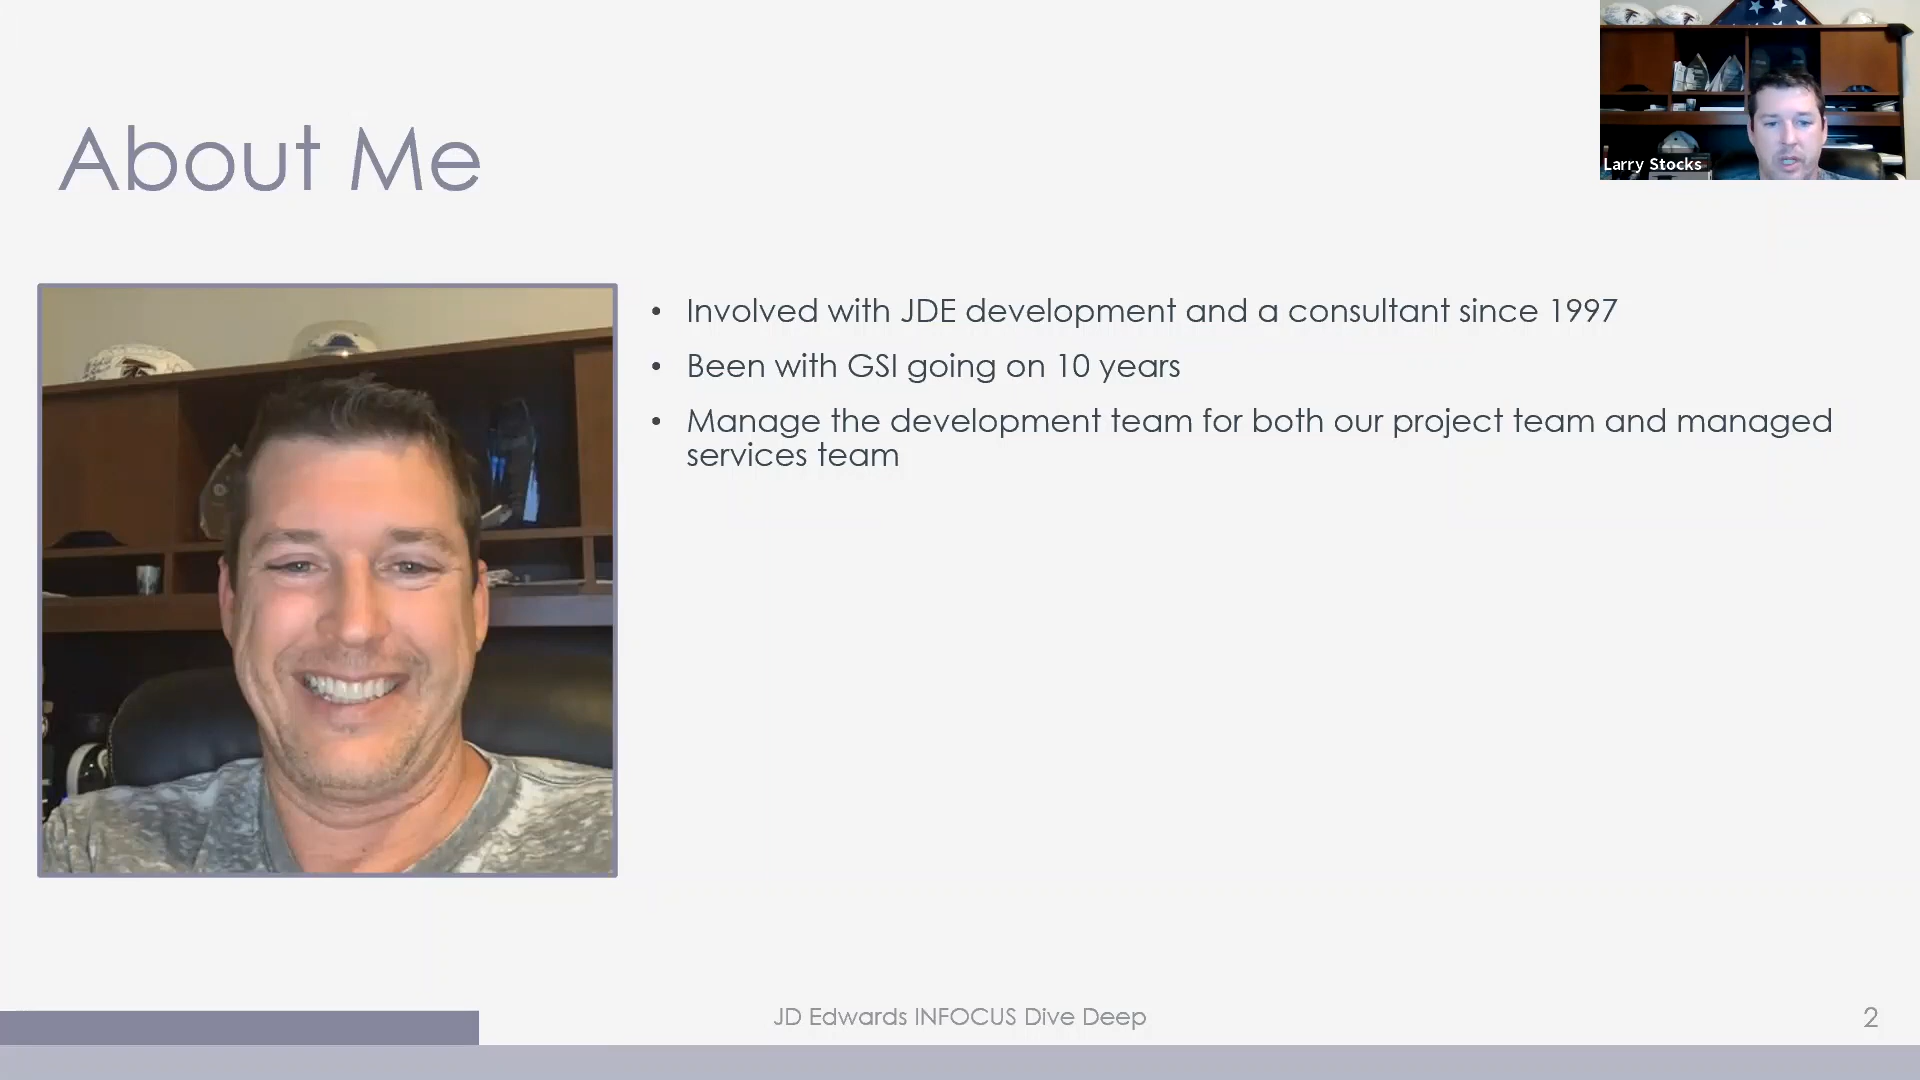 About Me
Larry Stocks
• Involved with JDE development and a consultant since 1997
• Been with GSI going on 10 years
• Manage the development team for both our project team and managed
services team
JD Edwards INFOCUS Dive Deep
2